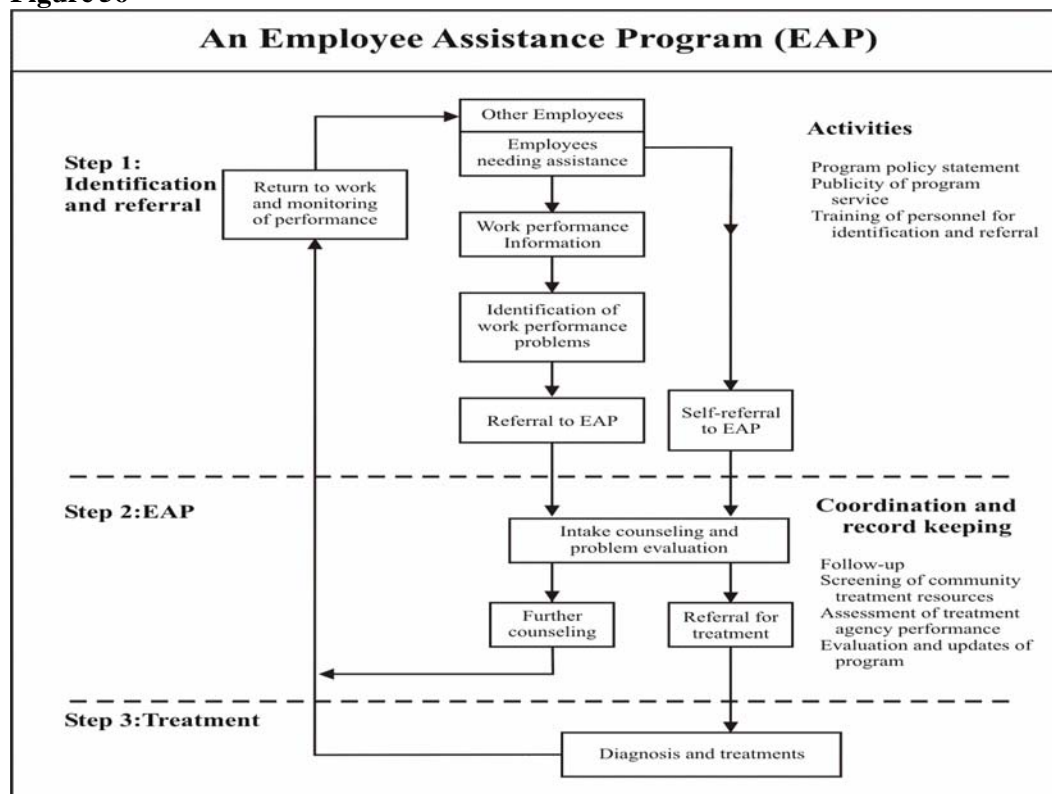 Figure 36
An Employee Assistance Program (EAP)
Other Employees
Employees
needing assistance
Activities
Step 1:
Identification
and referral
Return to work
and monitoring
of performance
Program policy statement
Publicity of program
service
Training of personnel for
identification and referral
Work performance
Information
Identification of
work performance
problems
Referral to EAP
Self-referral
to EAP
Step 2:EAP
Intake counseling and
problem evaluation
Coordination and
record keeping
Follow-up
Screening of community
treatment resources
Assessment of treatment
agency performance
Evaluation and updates of
program
Further
counseling
Referral for
treatment
Step 3:Treatment
Diagnosis and treatments